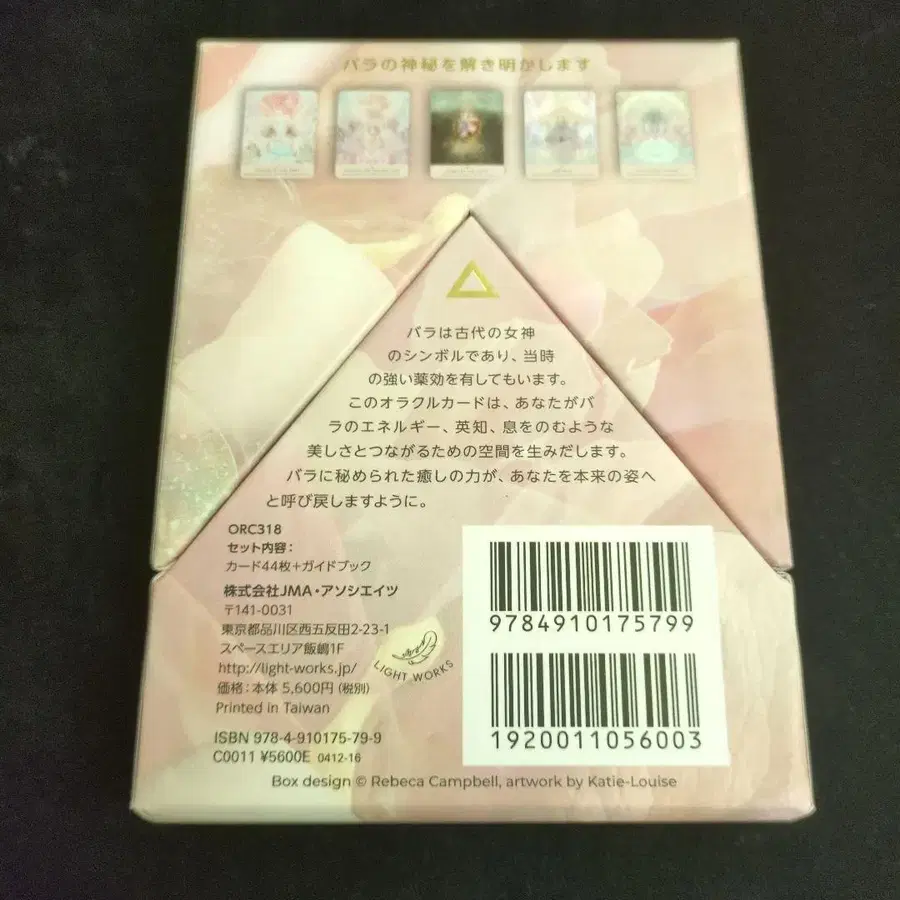 バラの神秘を解き明かします
バラは古代の女神
のシンボルであり、当時
の強い薬効を有してもいます。
このオラクルカードは、あなたがバ
ラのエネルギー、英知、息をのむような
美しさとつながるための空間を生みだします。
バラに秘められた癒しの力が、あなたを本来の姿へ
と呼び戻しますように。
ORC318
セット内容:
カード44枚+ガイドブック
株式会社JMA・アソシエイツ
〒141-0031
東京都品川区西五反田2-23-1
スペースエリア飯嶋1F
http://light-works.jp/
価格:本体 5,600円 (税別)
Printed in Taiwan
LIGHT WORKS
ISBN 978-4-910175-79-9
C0011 ¥5600E 0412-16
9784910175799
1920011056003
Box design © Rebeca Campbell, artwork by Katie-Louise